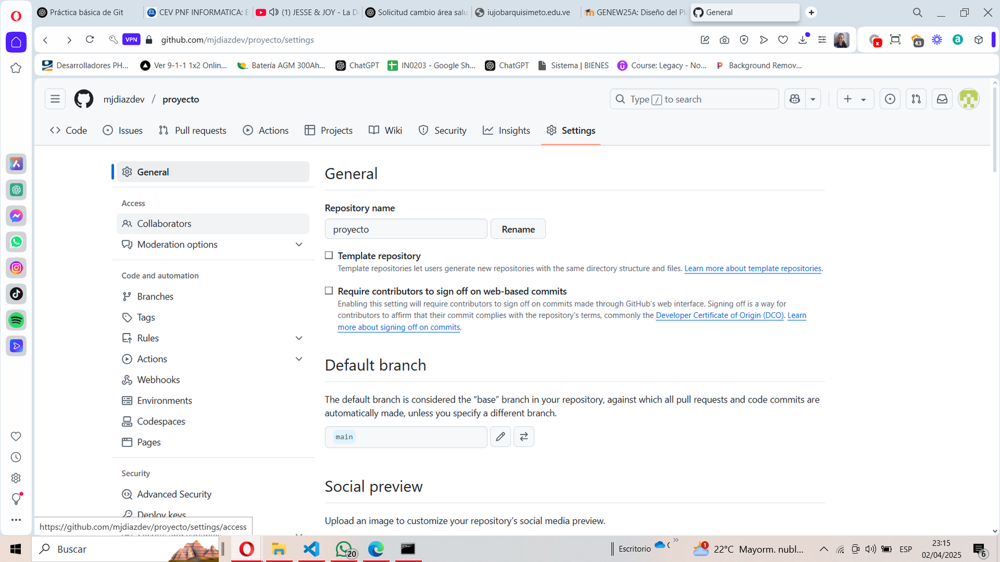 Práctica básica de Git
CEV PNF INFORMATICA: E
(1) JESSE & JOY - La D
Solicitud cambio área salu
iujobarquisimeto.edu.ve
GENEW25A: Diseño del Pl
General
VPN
github.com/mjdiazdev/proyecto/settings
43
Desarrolladores PH...
Ver 9-1-1 1x2 Onlin...
Batería AGM 300Ah...
ChatGPT
IN0203 - Google Sh...
ChatGPT
Sistema | BIENES
Course: Legacy - No...
Background Remov...
mjdiazdev / proyecto
Type / to search
Code
Issues
Pull requests
Actions
Projects
Wiki
Security
Insights
Settings
General
Access
Collaborators
Moderation options
Code and automation
Branches
Tags
Rules
Actions
Webhooks
Environments
Codespaces
Pages
Security
Advanced Security
Deploy keys
General
Repository name
proyecto
Rename
Template repository
Template repositories let users generate new repositories with the same directory structure and files. Learn more about template repositories.
Require contributors to sign off on web-based commits
Enabling this setting will require contributors to sign off on commits made through GitHub's web interface. Signing off is a way for
contributors to affirm that their commit complies with the repository's terms, commonly the Developer Certificate of Origin (DCO). Learn
more about signing off on commits.
Default branch
The default branch is considered the “base” branch in your repository, against which all pull requests and code commits are
automatically made, unless you specify a different branch.
main
Social preview
Upload an image to customize your repository’s social media preview.
https://github.com/mjdiazdev/proyecto/settings/access
Buscar
20
Escritorio
1
22°C Mayorm. nubl...
ESP
23:15
02/04/2025
6